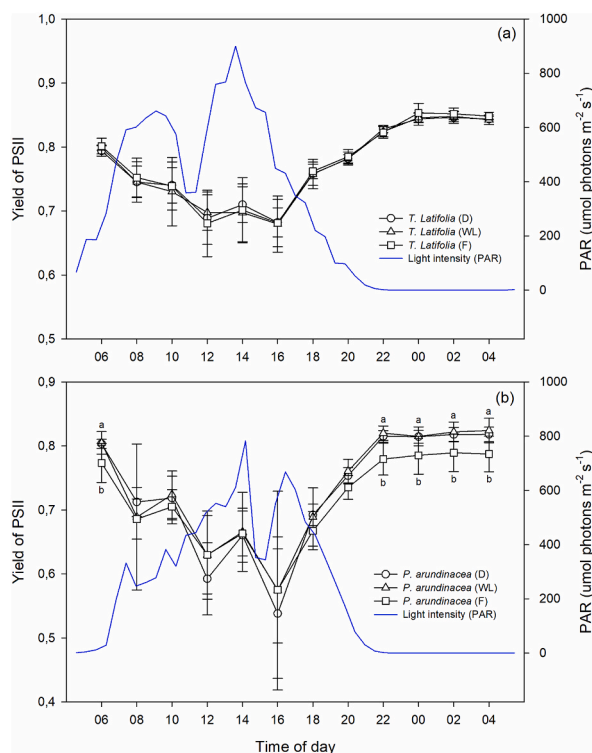 (a)
1,0
0,9
0,8
0,7
0,6
0,5
Yield of PSII
1000
800
600
400
200
0
PAR (umol photons m⁻² s⁻¹)
T. Latifolia (D)
T. Latifolia (WL)
T. Latifolia (F)
Light intensity (PAR)
06 08 10 12 14 16 18 20 22 00 02 04
(b)
0,9
0,8
0,7
0,6
0,5
0,4
Yield of PSII
1000
800
600
400
200
0
PAR (umol photons m⁻² s⁻¹)
a a a a a
b b b b b
P. arundinacea (D)
P. arundinacea (WL)
P. arundinacea (F)
Light intensity (PAR)
06 08 10 12 14 16 18 20 22 00 02 04
Time of day